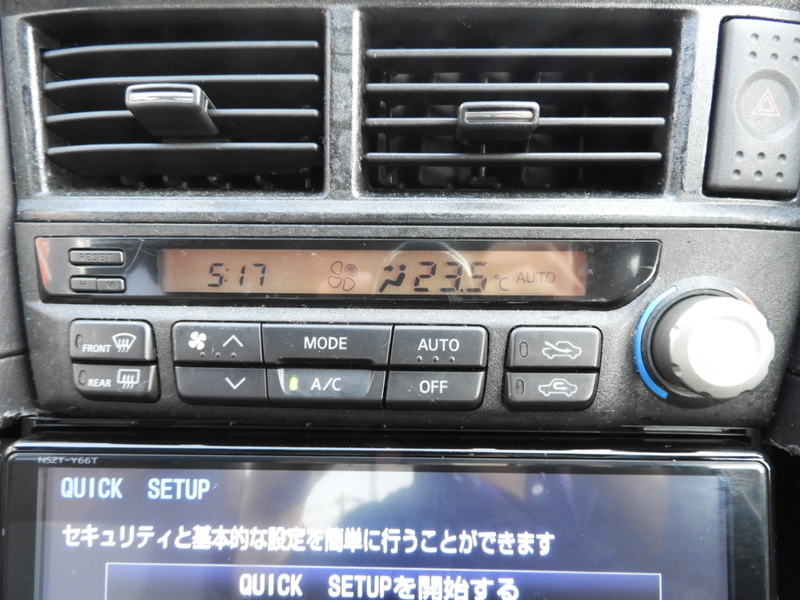 RESET
H M
5:17 23.5 °C AUTO
FRONT MODE AUTO
REAR A/C OFF
NSZT-Y66T
QUICK SETUP
セキュリティと基本的な設定を簡単に行うことができます
QUICK SETUPを開始する